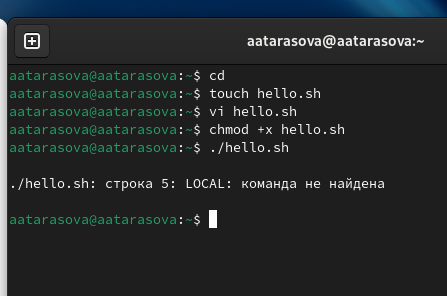 aatarasova@aatarasova:~
aatarasova@aatarasova:~$ cd
aatarasova@aatarasova:~$ touch hello.sh
aatarasova@aatarasova:~$ vi hello.sh
aatarasova@aatarasova:~$ chmod +x hello.sh
aatarasova@aatarasova:~$ ./hello.sh
./hello.sh: строка 5: LOCAL: команда не найдена
aatarasova@aatarasova:~$